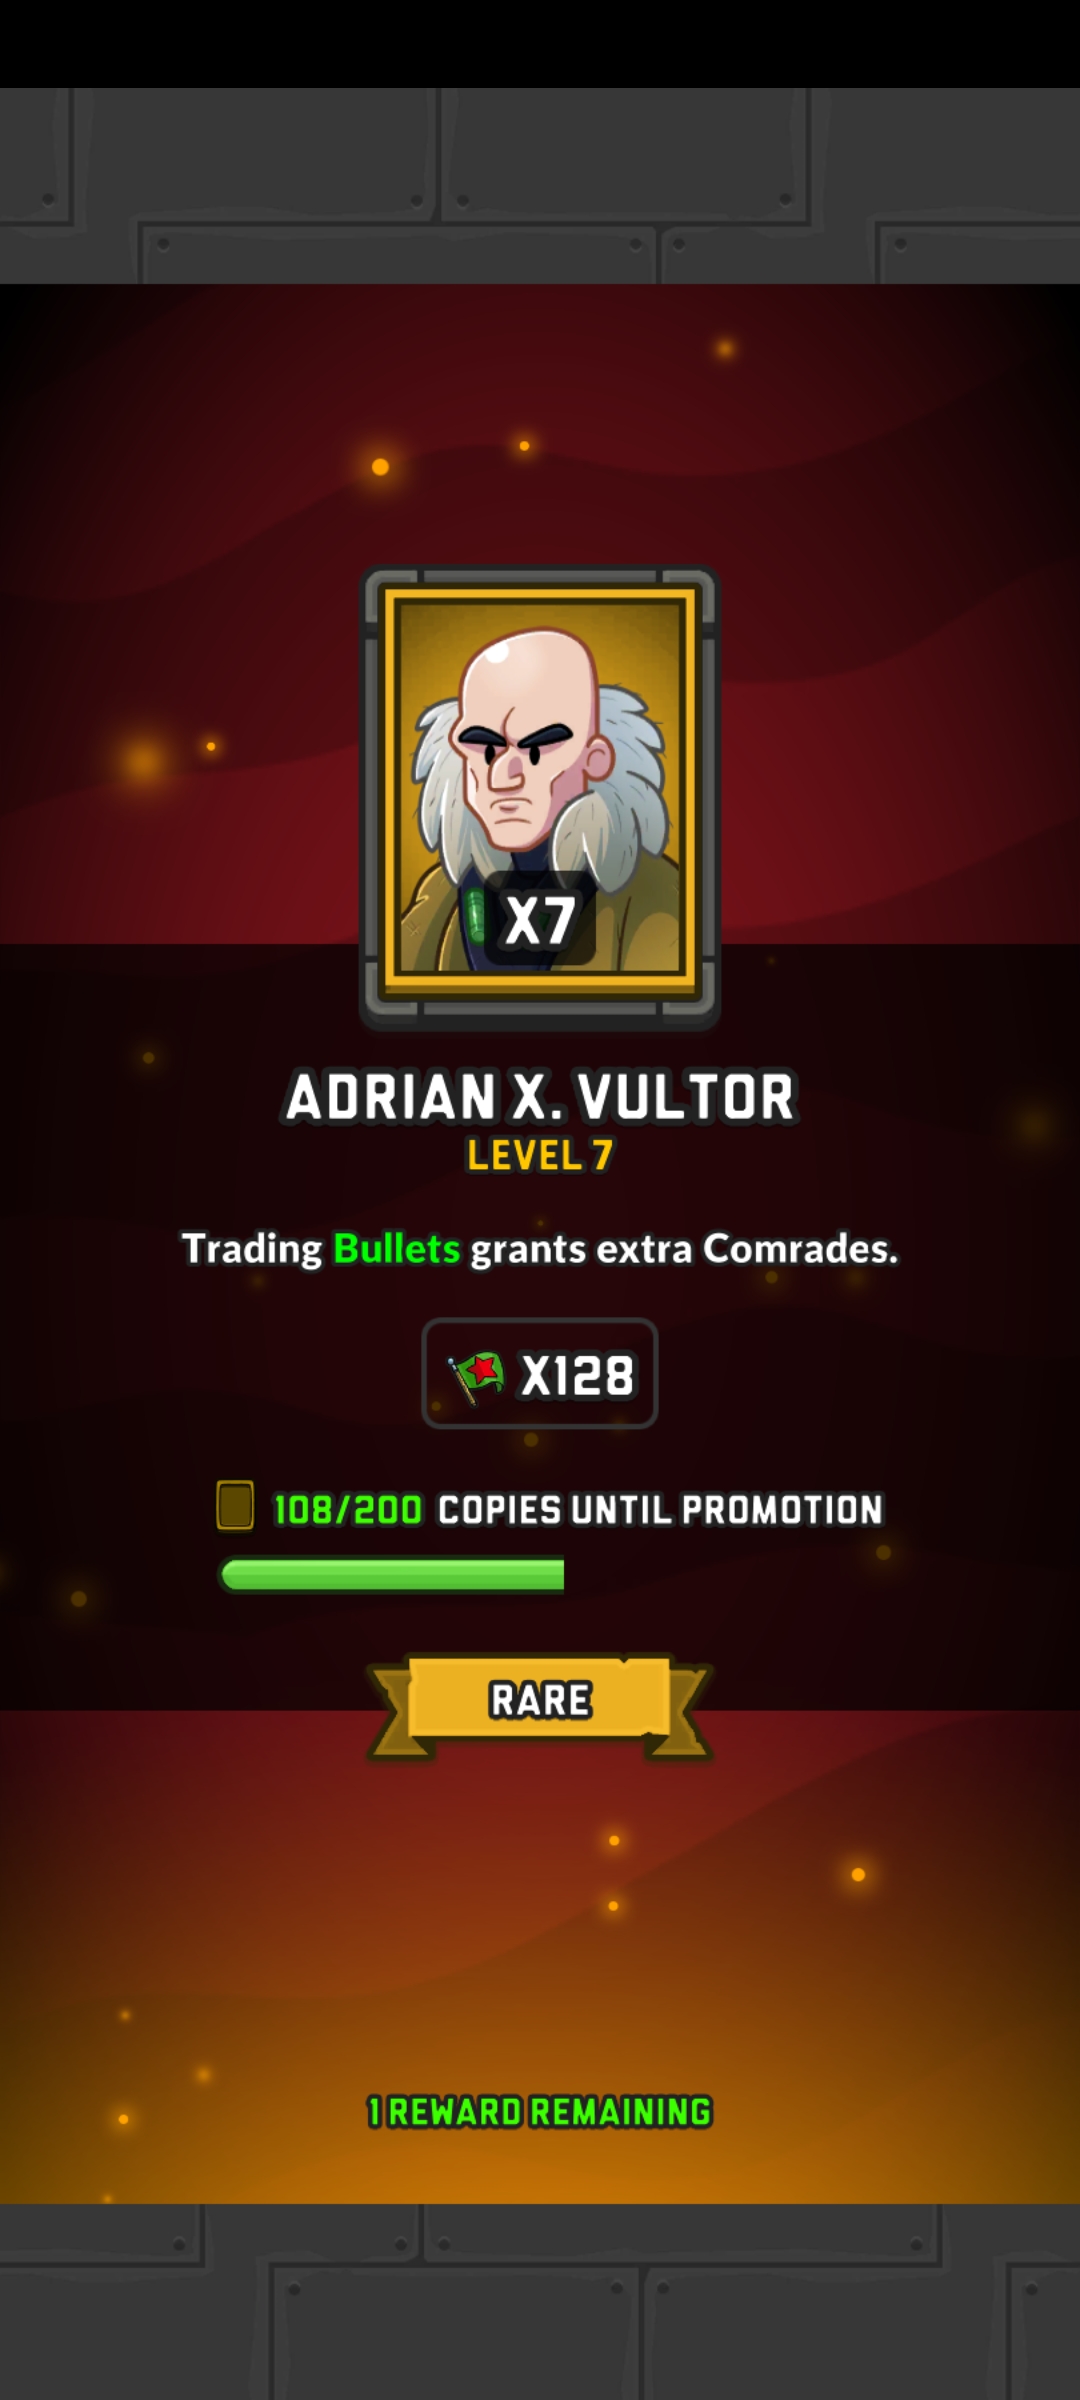 X7
ADRIAN X. VULTOR
LEVEL 7
Trading Bullets grants extra Comrades.
X128
108/200 COPIES UNTIL PROMOTION
RARE
1 REWARD REMAINING